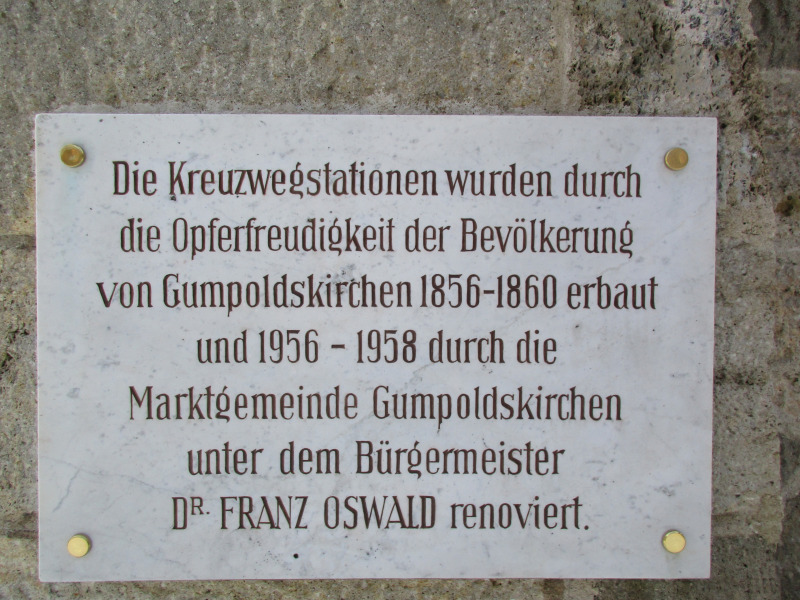 Die Kreuzwegstationen wurden durch
die Opferfreudigkeit der Bevölkerung
von Gumpoldskirchen 1856-1860 erbaut
und 1956 - 1958 durch die
Marktgemeinde Gumpoldskirchen
unter dem Bürgermeister
DR. FRANZ OSWALD renoviert.